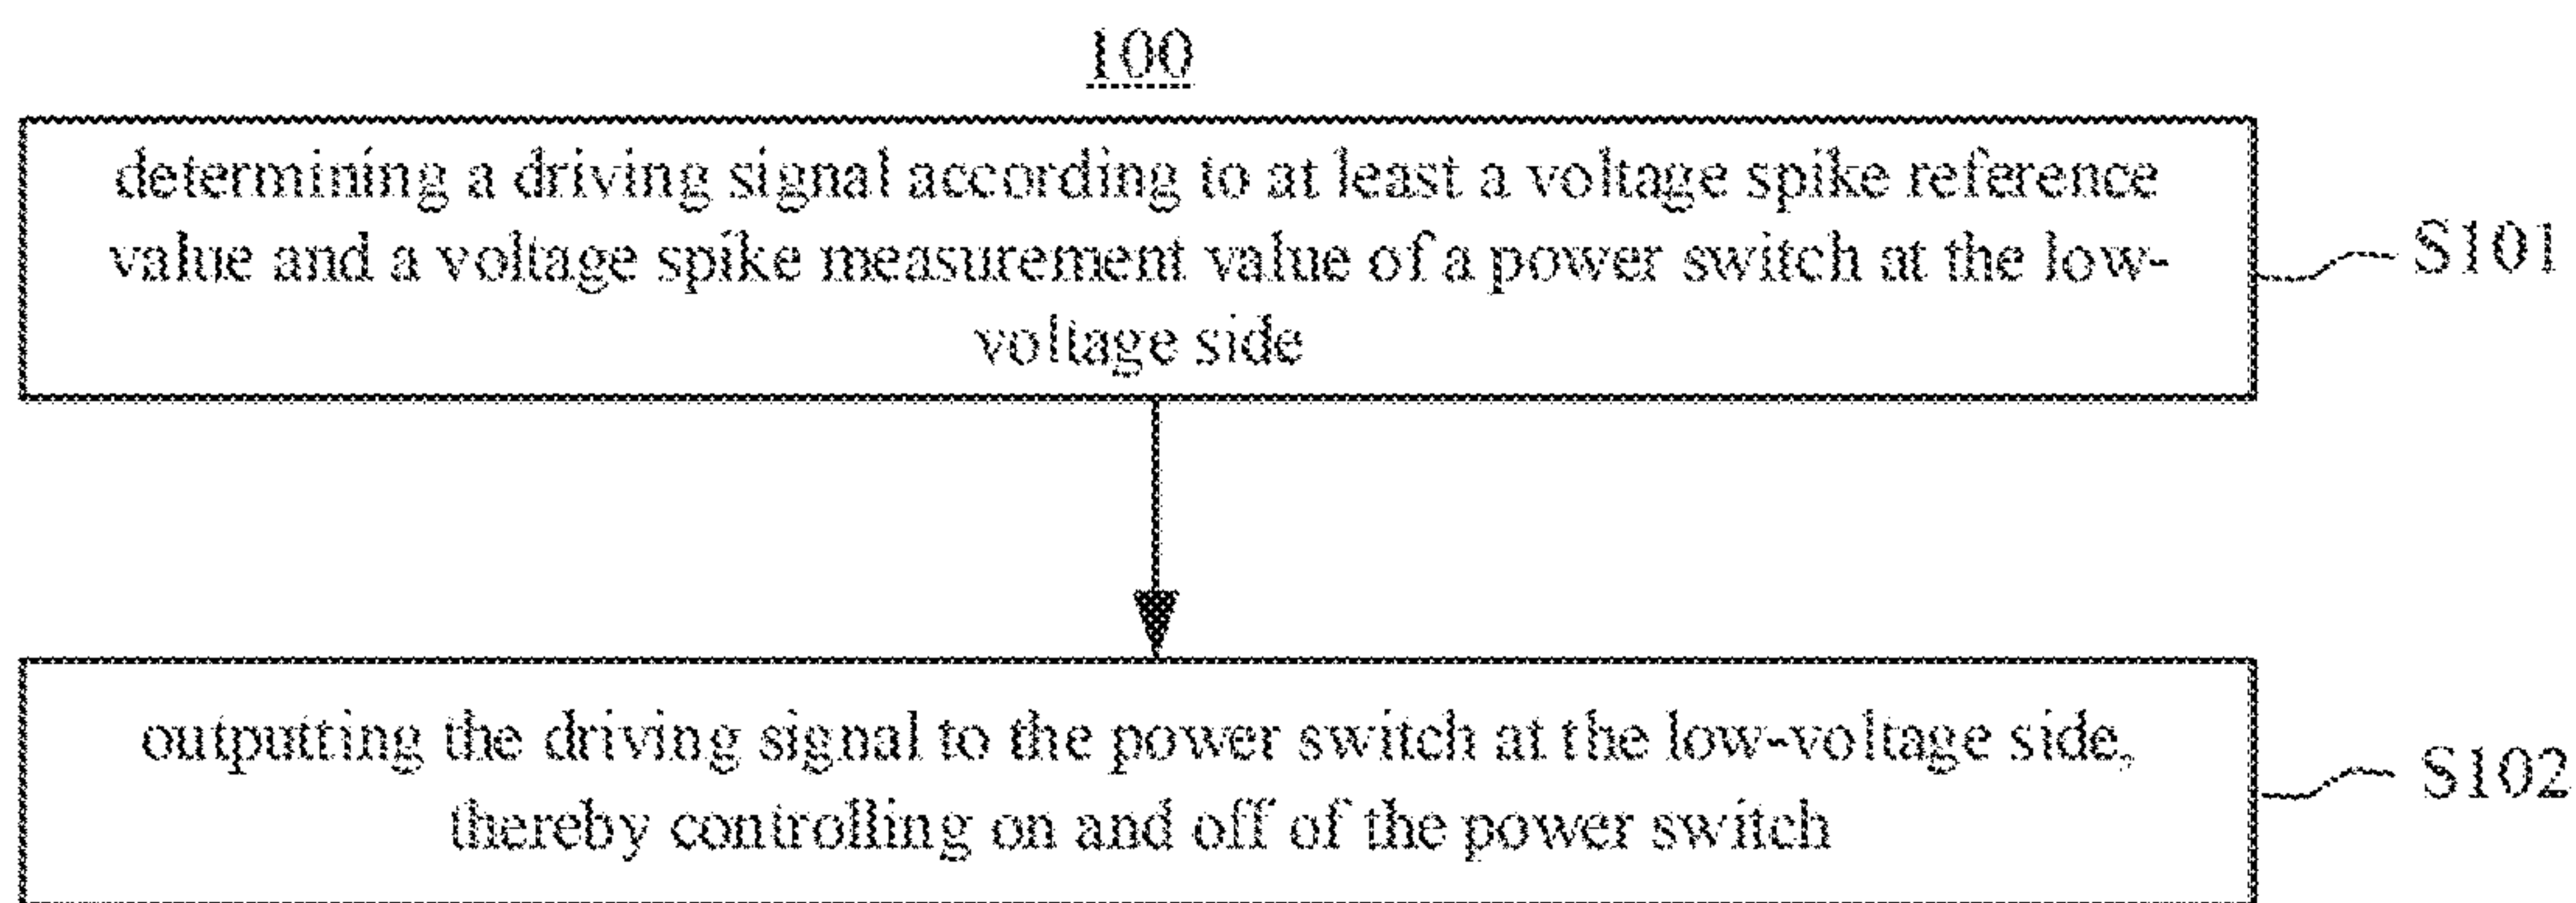 100
determining a driving signal according to at least a voltage spike reference
value and a voltage spike measurement value of a power switch at the low-
voltage side
S101
outputting the driving signal to the power switch at the low-voltage side,
thereby controlling on and off of the power switch
S102